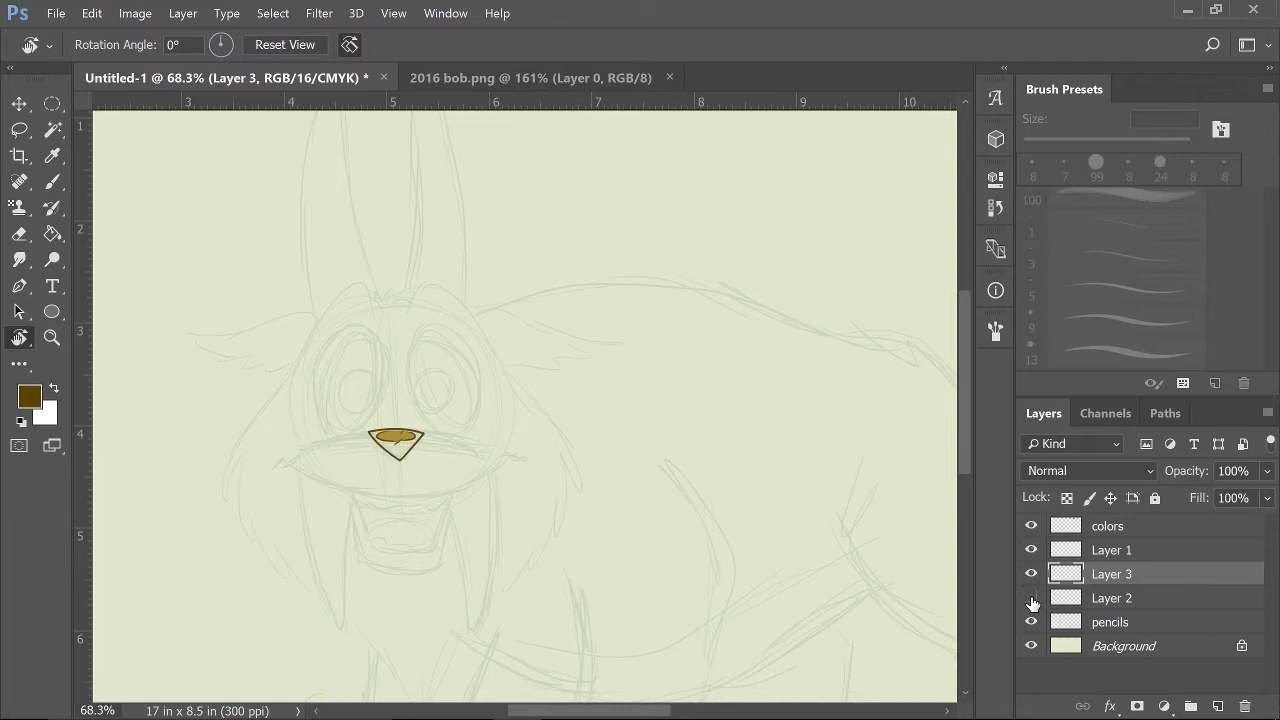 Ps File Edit Image Layer Type Select Filter 3D View Window Help
Rotation Angle: 0° Reset View
Untitled-1 @ 68.3% (Layer 3, RGB/16/CMYK) * × 2016 bob.png @ 161% (Layer 0, RGB/8) ×
3 4 5 6 7 8 9 10
1
2
3
4
5
6
Brush Presets
Size:
8 7 99 8 24 8 8
100
1
3
5
9
13
Layers Channels Paths
Kind
Normal Opacity: 100%
Lock: Fill: 100%
colors
Layer 1
Layer 3
Layer 2
pencils
Background
68.3% 17 in x 8.5 in (300 ppi)